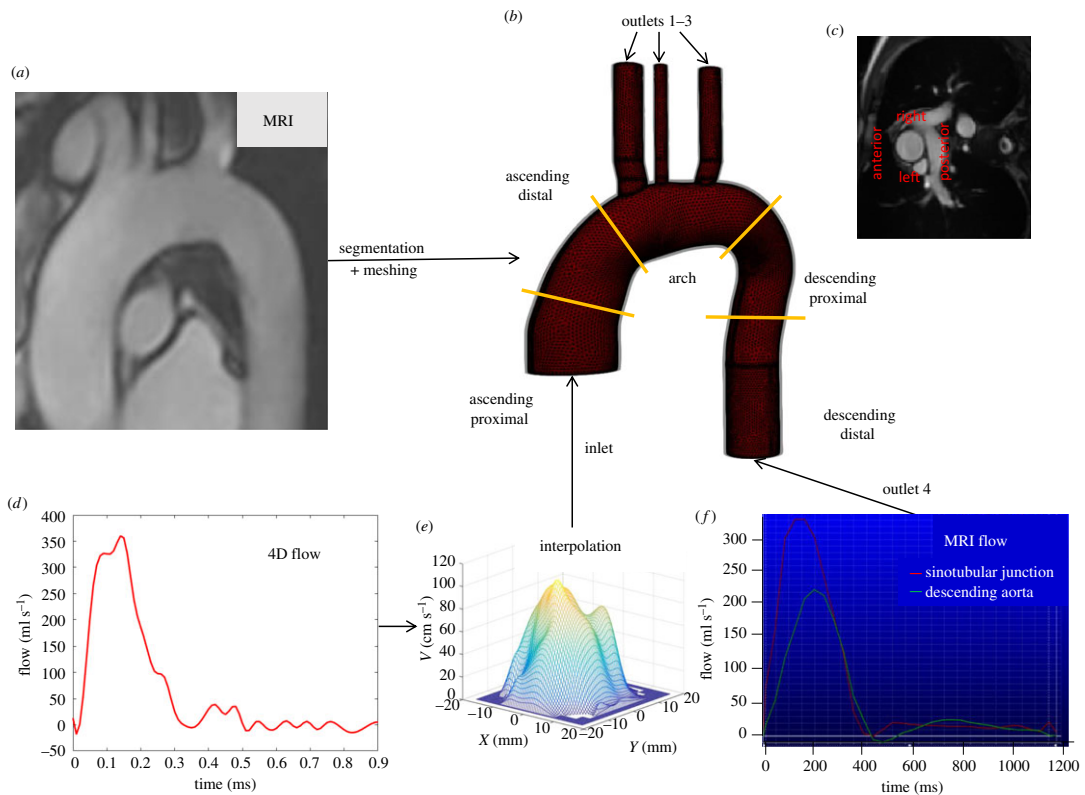 (a)
MRI
segmentation
+ meshing
(b)
outlets 1–3
ascending
distal
arch
descending
proximal
ascending
proximal
descending
distal
inlet
outlet 4
(c)
anterior
right
left
posterior
(d)
4D flow
flow (ml s⁻¹)
400
350
300
250
200
150
100
50
0
–50
0 0.1 0.2 0.3 0.4 0.5 0.6 0.7 0.8 0.9
time (ms)
(e)
interpolation
V (cm s⁻¹)
120
100
80
60
40
20
0
–20 –10 0 10 20
X (mm)
–20 –10 0 10 20
Y (mm)
(f)
MRI flow
sinotubular junction
descending aorta
flow (ml s⁻¹)
300
250
200
150
100
50
0
0 200 400 600 800 1000 1200
time (ms)